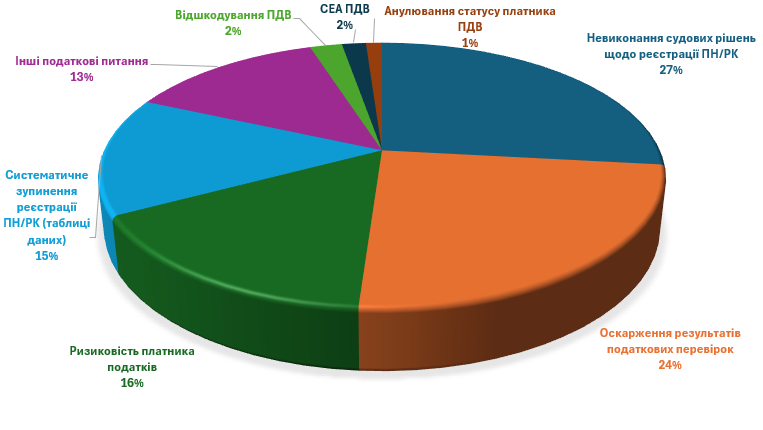 Відшкодування ПДВ
2%
СЕА ПДВ
2%
Анулювання статусу платника
ПДВ
1%
Невиконання судових рішень
щодо реєстрації ПН/РК
27%
Інші податкові питання
13%
Систематичне
зупинення
реєстрації
ПН/РК (таблиці
даних)
15%
Оскарження результатів
податкових перевірок
24%
Ризиковість платника
податків
16%